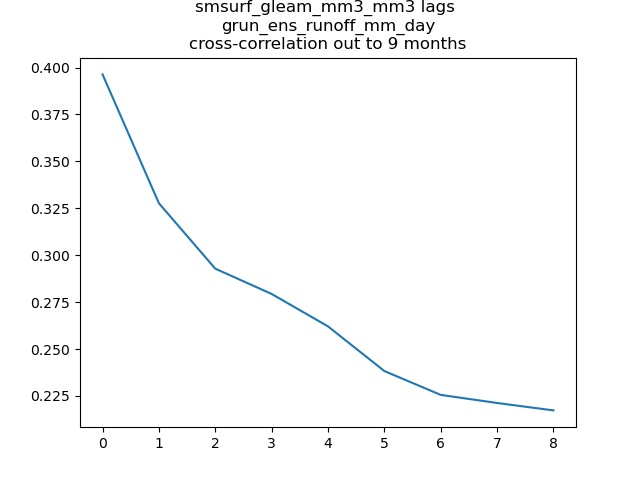 smsurf_gleam_mm3_mm3 lags
grun_ens_runoff_mm_day
cross-correlation out to 9 months
0.400
0.375
0.350
0.325
0.300
0.275
0.250
0.225
0 1 2 3 4 5 6 7 8